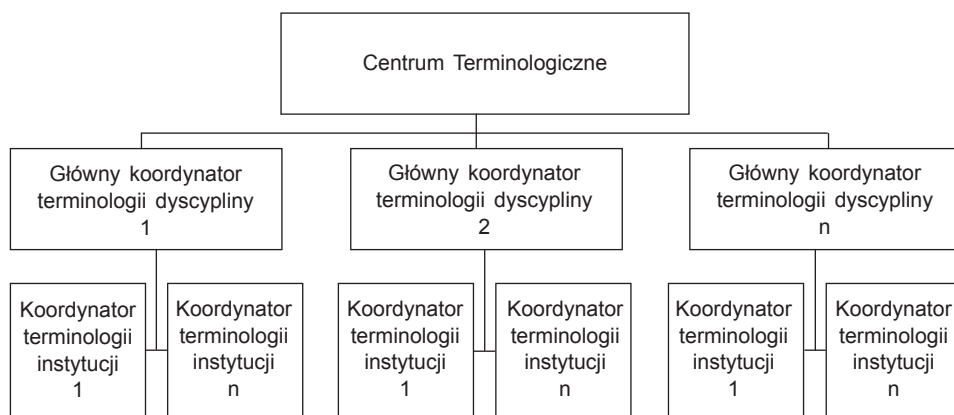 Centrum Terminologiczne
Główny koordynator
terminologii dyscypliny
1
Główny koordynator
terminologii dyscypliny
2
Główny koordynator
terminologii dyscypliny
n
Koordynator
terminologii
instytucji
1
Koordynator
terminologii
instytucji
n
Koordynator
terminologii
instytucji
1
Koordynator
terminologii
instytucji
n
Koordynator
terminologii
instytucji
1
Koordynator
terminologii
instytucji
n